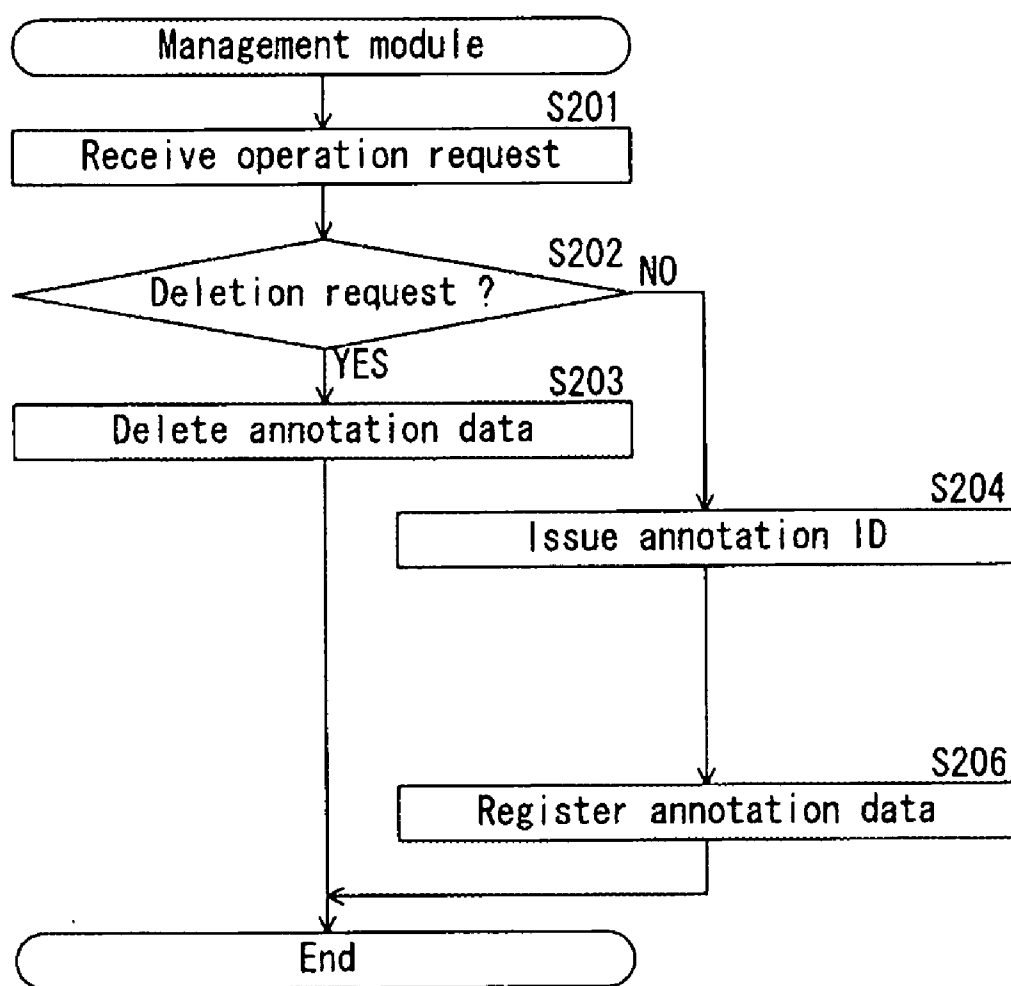 Management module
S201
Receive operation request
S202
Deletion request ?
NO
YES
S203
Delete annotation data
S204
Issue annotation ID
S206
Register annotation data
End